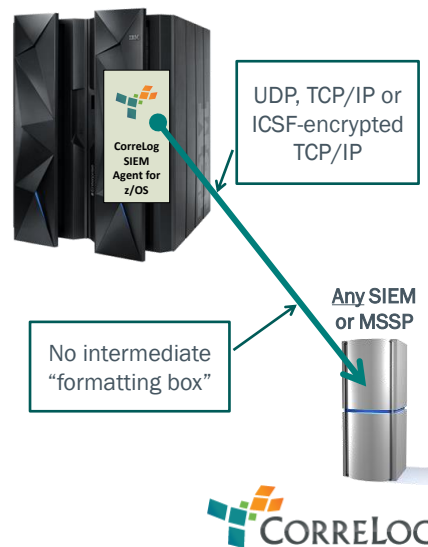 IBM
CorreLog
SIEM
Agent for
z/OS
UDP, TCP/IP or
ICSF-encrypted
TCP/IP
Any SIEM
or MSSP
No intermediate
“formatting box”
CORRELOG